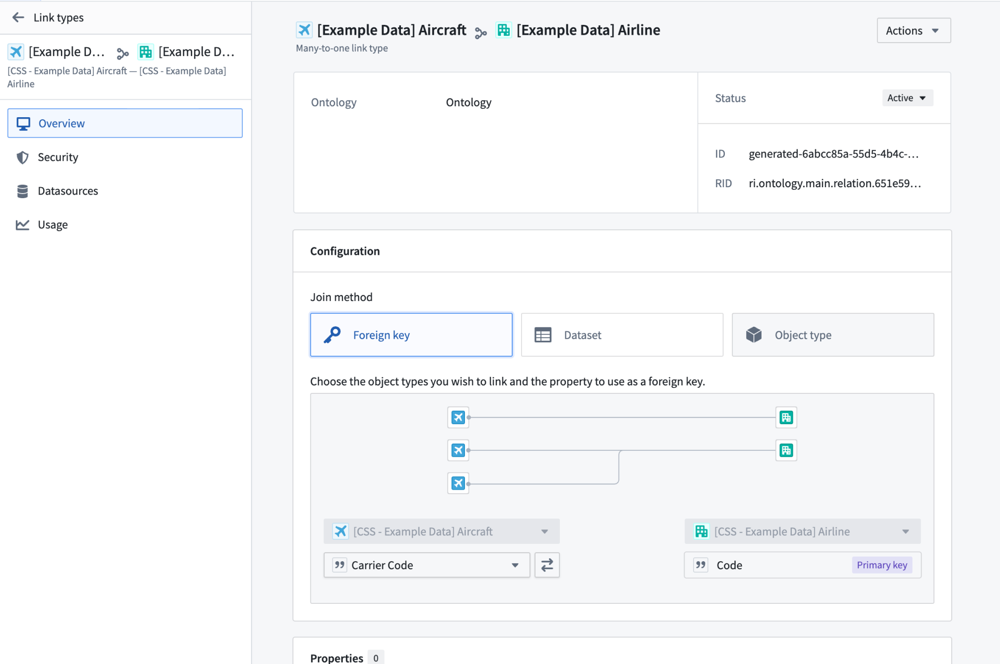 Link types
[Example D... [Example D...
[CSS - Example Data] Aircraft — [CSS - Example Data]
Airline
Overview
Security
Datasources
Usage
[Example Data] Aircraft [Example Data] Airline
Many-to-one link type
Actions
Ontology Ontology
Status Active
ID generated-6abcc85a-55d5-4b4c-...
RID ri.ontology.main.relation.651e59...
Configuration
Join method
Foreign key Dataset Object type
Choose the object types you wish to link and the property to use as a foreign key.
[CSS - Example Data] Aircraft [CSS - Example Data] Airline
Carrier Code Code Primary key
Properties 0